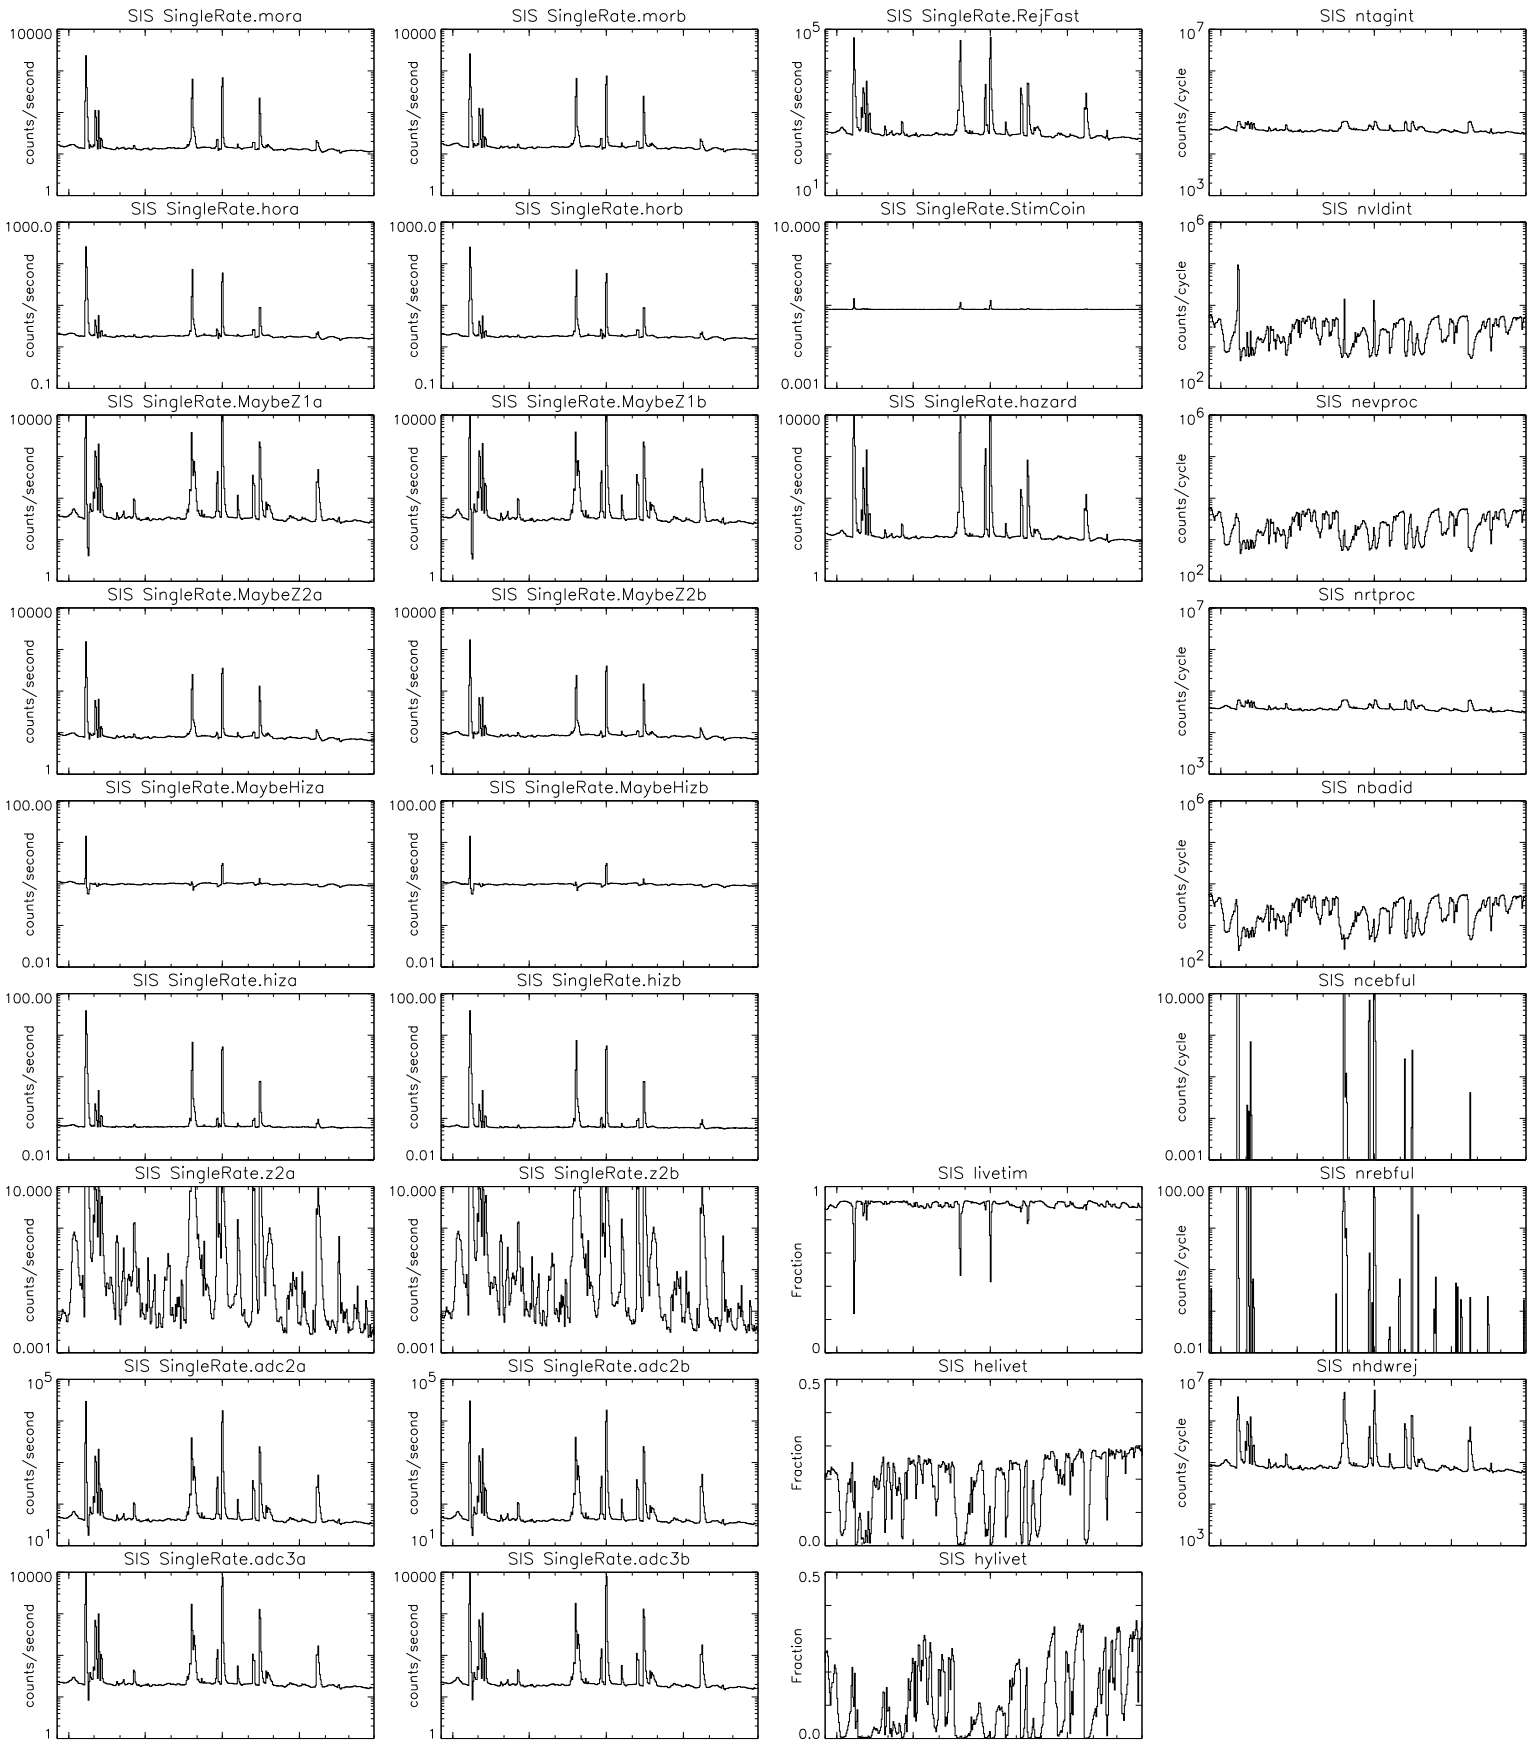 SIS SingleRate.mora
10000
counts/second
1
SIS SingleRate.morb
10000
counts/second
1
SIS SingleRate.RejFast
10^5
counts/second
10^1
SIS ntagint
10^7
counts/cycle
10^3
SIS SingleRate.hora
1000.0
counts/second
0.1
SIS SingleRate.horb
1000.0
counts/second
0.1
SIS SingleRate.StimCoin
10.000
counts/second
0.001
SIS nvldint
10^6
counts/cycle
10^2
SIS SingleRate.MaybeZ1a
10000
counts/second
1
SIS SingleRate.MaybeZ1b
10000
counts/second
1
SIS SingleRate.hazard
10000
counts/second
1
SIS nevproc
10^6
counts/cycle
10^2
SIS SingleRate.MaybeZ2a
10000
counts/second
1
SIS SingleRate.MaybeZ2b
10000
counts/second
1
SIS nrtproc
10^7
counts/cycle
10^3
SIS SingleRate.MaybeHiza
100.00
counts/second
0.01
SIS SingleRate.MaybeHizb
100.00
counts/second
0.01
SIS nbadid
10^6
counts/cycle
10^2
SIS SingleRate.hiza
100.00
counts/second
0.01
SIS SingleRate.hizb
100.00
counts/second
0.01
SIS ncebful
10.000
counts/cycle
0.001
SIS SingleRate.z2a
10.000
counts/second
0.001
SIS SingleRate.z2b
10.000
counts/second
0.001
SIS livetim
1
Fraction
0
SIS nrebful
100.00
counts/cycle
0.01
SIS SingleRate.adc2a
10^5
counts/second
10^1
SIS SingleRate.adc2b
10^5
counts/second
10^1
SIS helivet
0.5
Fraction
0.0
SIS nhdwrej
10^7
counts/cycle
10^3
SIS SingleRate.adc3a
10000
counts/second
1
SIS SingleRate.adc3b
10000
counts/second
1
SIS hylivet
0.5
Fraction
0.0